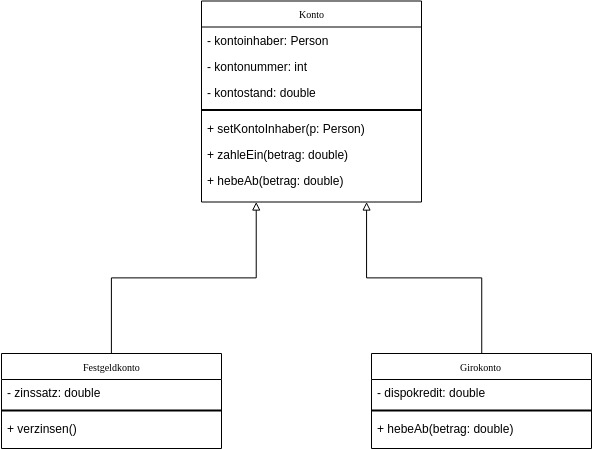 Konto
- kontoinhaber: Person
- kontonummer: int
- kontostand: double
+ setKontoInhaber(p: Person)
+ zahleEin(betrag: double)
+ hebeAb(betrag: double)
Festgeldkonto
- zinssatz: double
+ verzinsen()
Girokonto
- dispokredit: double
+ hebeAb(betrag: double)